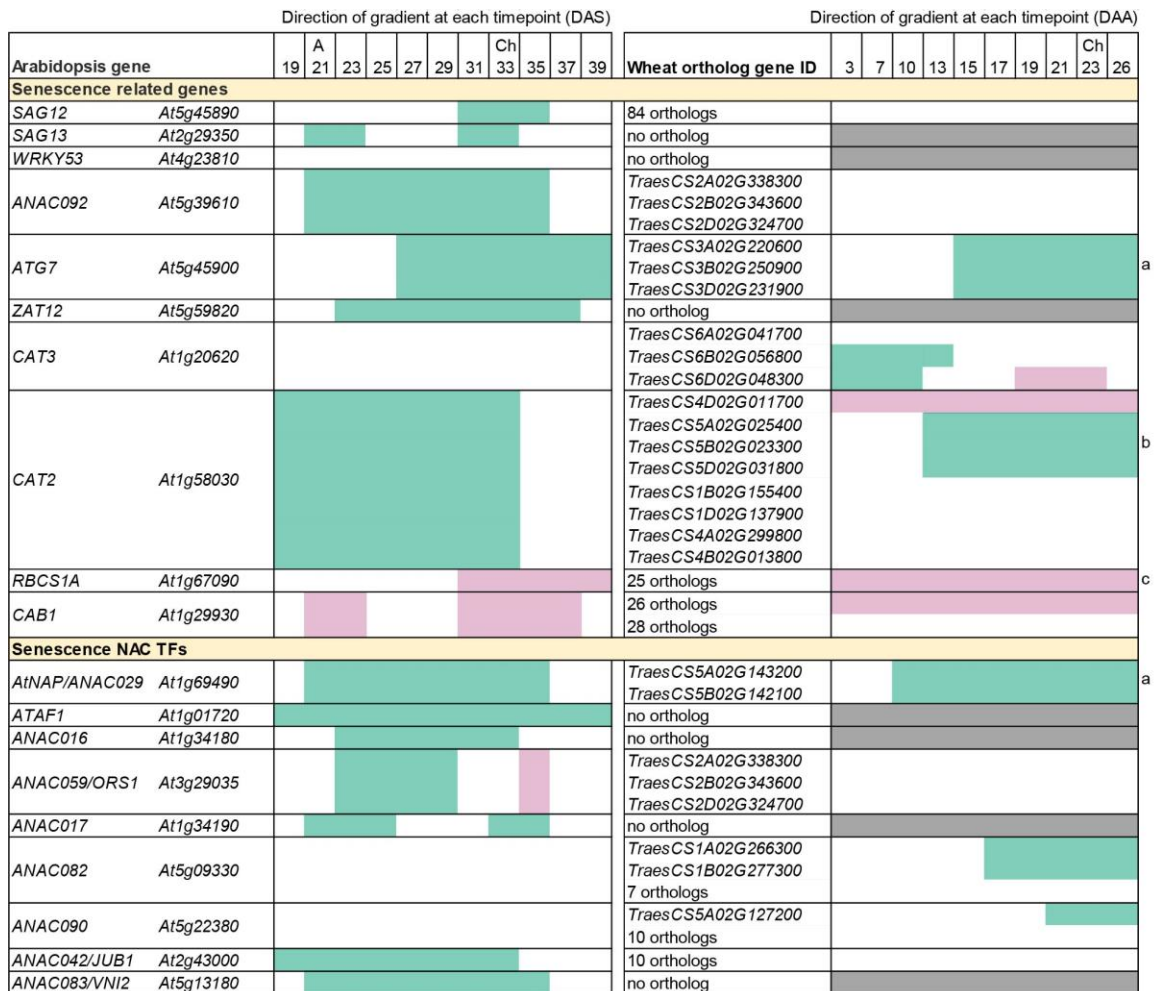 Direction of gradient at each timepoint (DAS) Direction of gradient at each timepoint (DAA)
A Ch Ch
Arabidopsis gene 19 21 23 25 27 29 31 33 35 37 39 Wheat ortholog gene ID 3 7 10 13 15 17 19 21 23 26
Senescence related genes
SAG12 At5g45890 84 orthologs
SAG13 At2g29350 no ortholog
WRKY53 At4g23810 no ortholog
ANAC092 At5g39610 TraesCS2A02G338300
TraesCS2B02G343600
TraesCS2D02G324700
ATG7 At5g45900 TraesCS3A02G220600
TraesCS3B02G250900 a
TraesCS3D02G231900
ZAT12 At5g59820 no ortholog
CAT3 At1g20620 TraesCS6A02G041700
TraesCS6B02G056800
TraesCS6D02G048300
CAT2 At1g58030 TraesCS4D02G011700
TraesCS5A02G025400
TraesCS5B02G023300 b
TraesCS5D02G031800
TraesCS1B02G155400
TraesCS1D02G137900
TraesCS4A02G299800
TraesCS4B02G013800
RBCS1A At1g67090 25 orthologs c
CAB1 At1g29930 26 orthologs
28 orthologs
Senescence NAC TFs
AtNAP/ANAC029 At1g69490 TraesCS5A02G143200 a
TraesCS5B02G142100
ATAF1 At1g01720 no ortholog
ANAC016 At1g34180 no ortholog
ANAC059/ORS1 At3g29035 TraesCS2A02G338300
TraesCS2B02G343600
TraesCS2D02G324700
ANAC017 At1g34190 no ortholog
ANAC082 At5g09330 TraesCS1A02G266300
TraesCS1B02G277300
7 orthologs
ANAC090 At5g22380 TraesCS5A02G127200
10 orthologs
ANAC042/JUB1 At2g43000 10 orthologs
ANAC083/VNI2 At5g13180 no ortholog